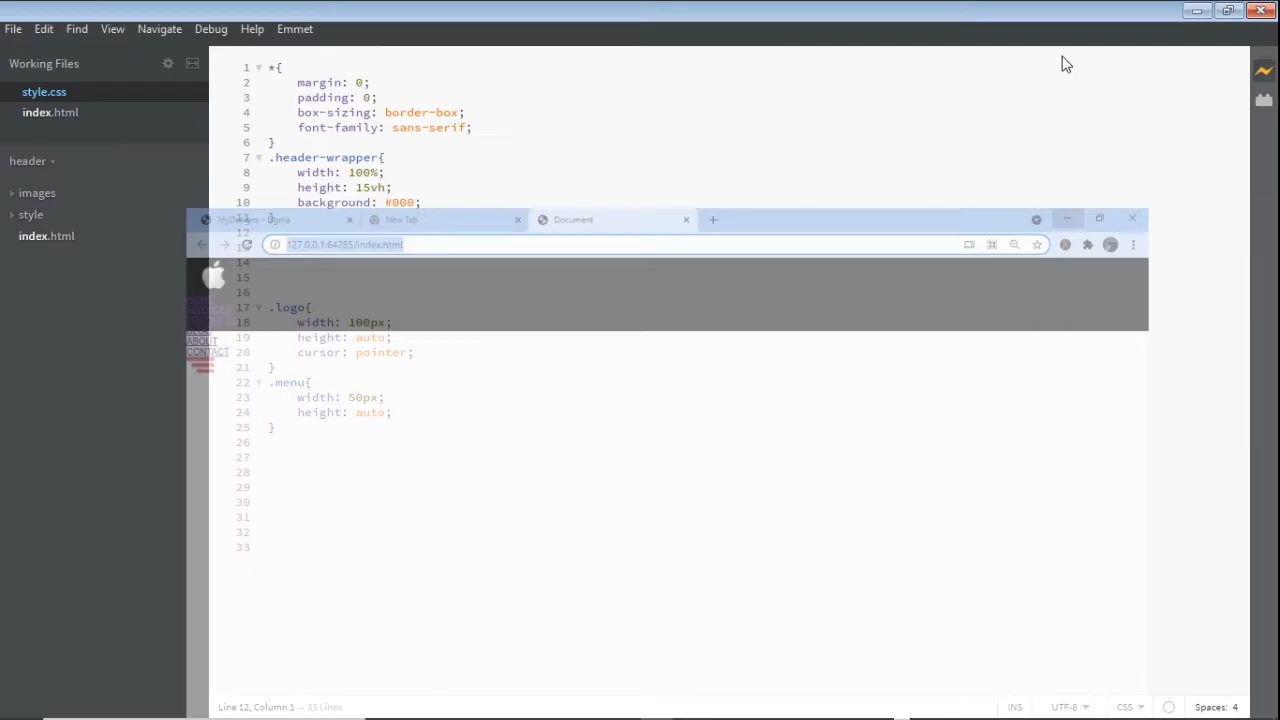 File Edit Find View Navigate Debug Help Emmet
Working Files
style.css
index.html
header
images
style
index.html
1 *{
2 margin: 0;
3 padding: 0;
4 box-sizing: border-box;
5 font-family: sans-serif;
6 }
7 .header-wrapper{
8 width: 100%;
9 height: 15vh;
10 background: #000;
11 }
New Tab
Document
12
13
127.0.0.1:64285/index.html
14
15
16
17 .logo{
18 width: 100px;
19 height: auto;
20 cursor: pointer;
21 }
22 .menu{
23 width: 50px;
24 height: auto;
25 }
26
27
28
29
30
31
32
33
ABOUT
CONTACT
Line 12, Column 1 — 33 Lines
INS UTF-8 CSS Spaces: 4